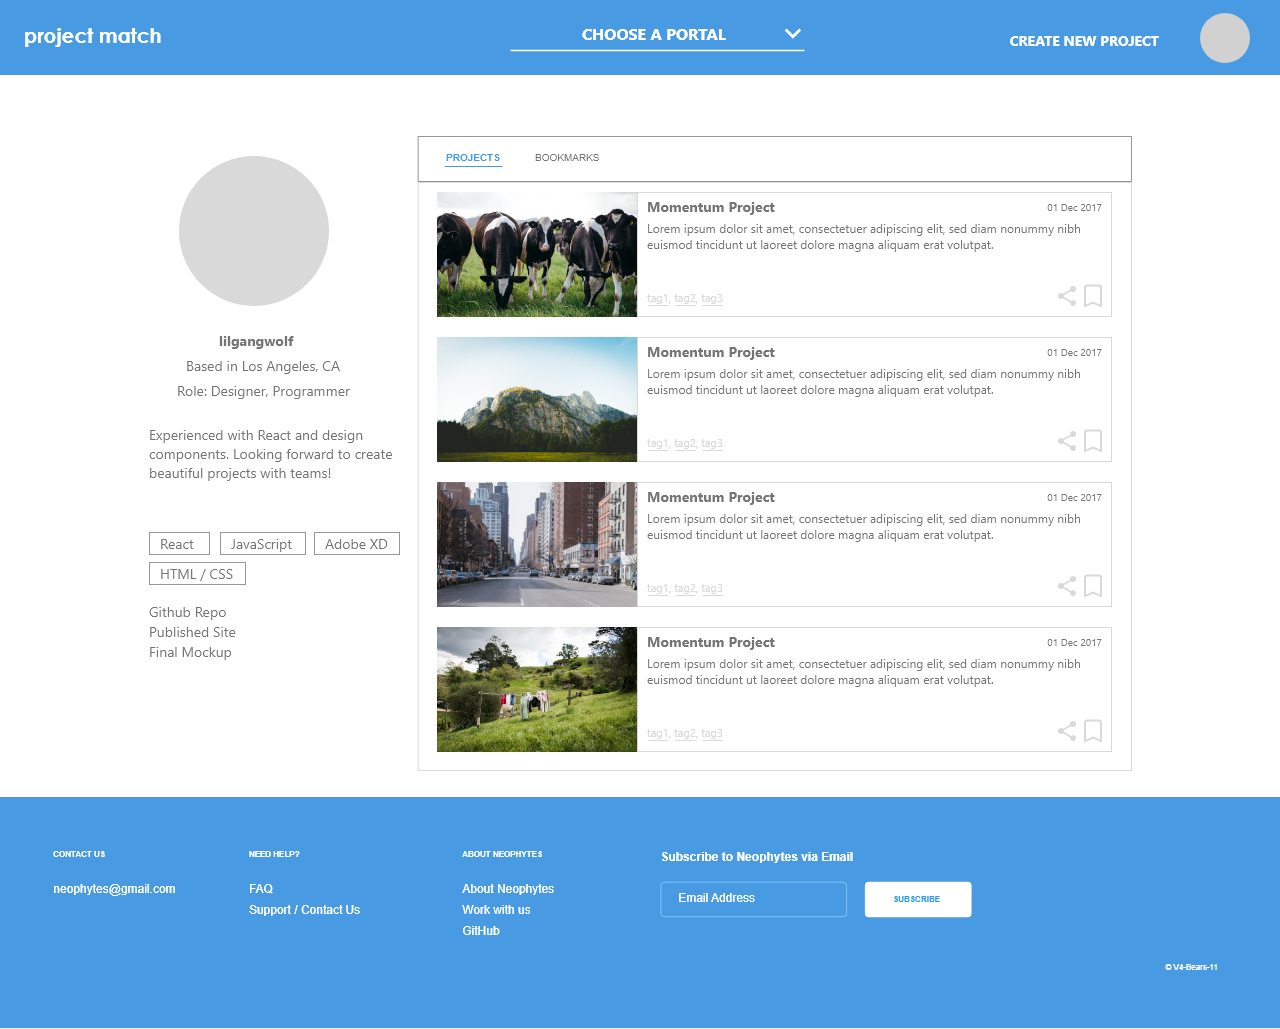 project match
CHOOSE A PORTAL
CREATE NEW PROJECT
lilgangwolf
Based in Los Angeles, CA
Role: Designer, Programmer
Experienced with React and design
components. Looking forward to create
beautiful projects with teams!
React JavaScript Adobe XD
HTML / CSS
Github Repo
Published Site
Final Mockup
PROJECTS BOOKMARKS
Momentum Project 01 Dec 2017
Lorem ipsum dolor sit amet, consectetuer adipiscing elit, sed diam nonummy nibh
euismod tincidunt ut laoreet dolore magna aliquam erat volutpat.
tag1, tag2, tag3
Momentum Project 01 Dec 2017
Lorem ipsum dolor sit amet, consectetuer adipiscing elit, sed diam nonummy nibh
euismod tincidunt ut laoreet dolore magna aliquam erat volutpat.
tag1, tag2, tag3
Momentum Project 01 Dec 2017
Lorem ipsum dolor sit amet, consectetuer adipiscing elit, sed diam nonummy nibh
euismod tincidunt ut laoreet dolore magna aliquam erat volutpat.
tag1, tag2, tag3
Momentum Project 01 Dec 2017
Lorem ipsum dolor sit amet, consectetuer adipiscing elit, sed diam nonummy nibh
euismod tincidunt ut laoreet dolore magna aliquam erat volutpat.
tag1, tag2, tag3
CONTACT US
neophytes@gmail.com
NEED HELP?
FAQ
Support / Contact Us
ABOUT NEOPHYTES
About Neophytes
Work with us
GitHub
Subscribe to Neophytes via Email
Email Address SUBSCRIBE
© V4-Bears-11